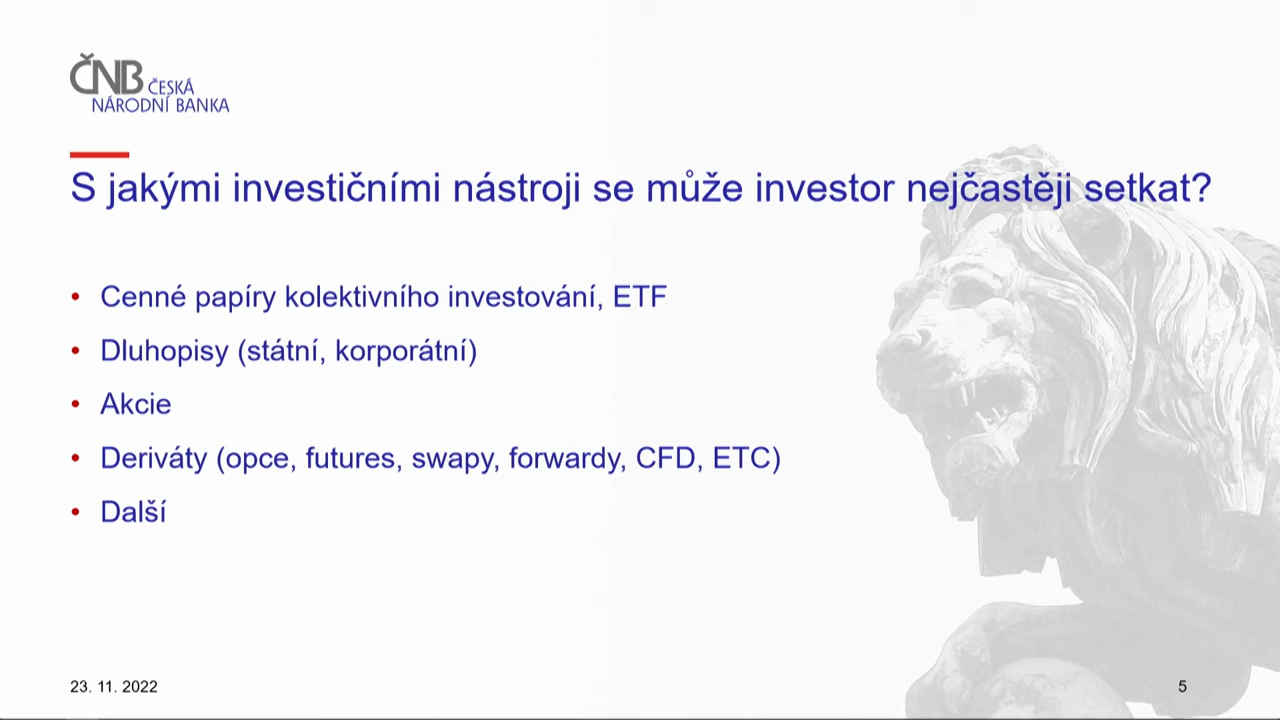 ČNB ČESKÁ
NÁRODNÍ BANKA
S jakými investičními nástroji se může investor nejčastěji setkat?
• Cenné papíry kolektivního investování, ETF
• Dluhopisy (státní, korporátní)
• Akcie
• Deriváty (opce, futures, swapy, forwardy, CFD, ETC)
• Další
23. 11. 2022
5